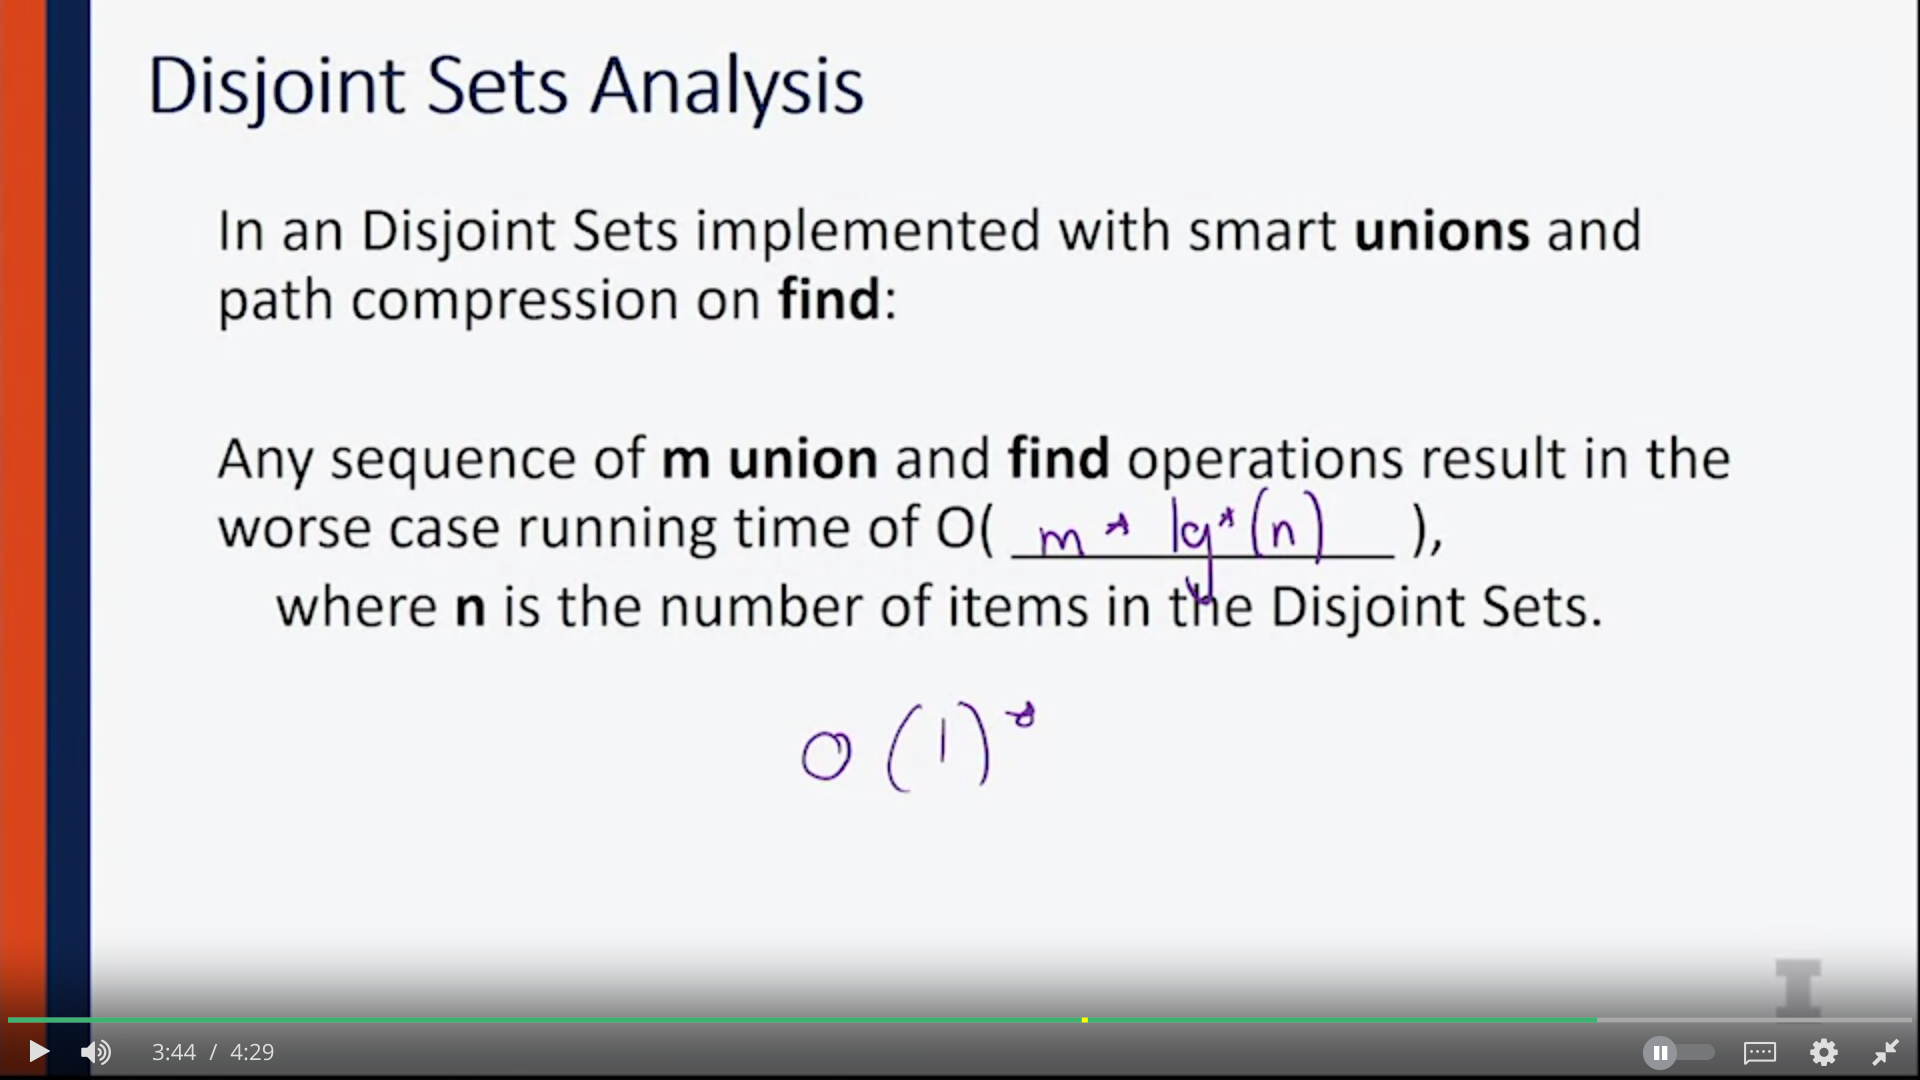 Disjoint Sets Analysis
In an Disjoint Sets implemented with smart unions and
path compression on find:
Any sequence of m union and find operations result in the
worse case running time of O( m * lg*(n) ),
where n is the number of items in the Disjoint Sets.
O(1)*
I
3:44 / 4:29